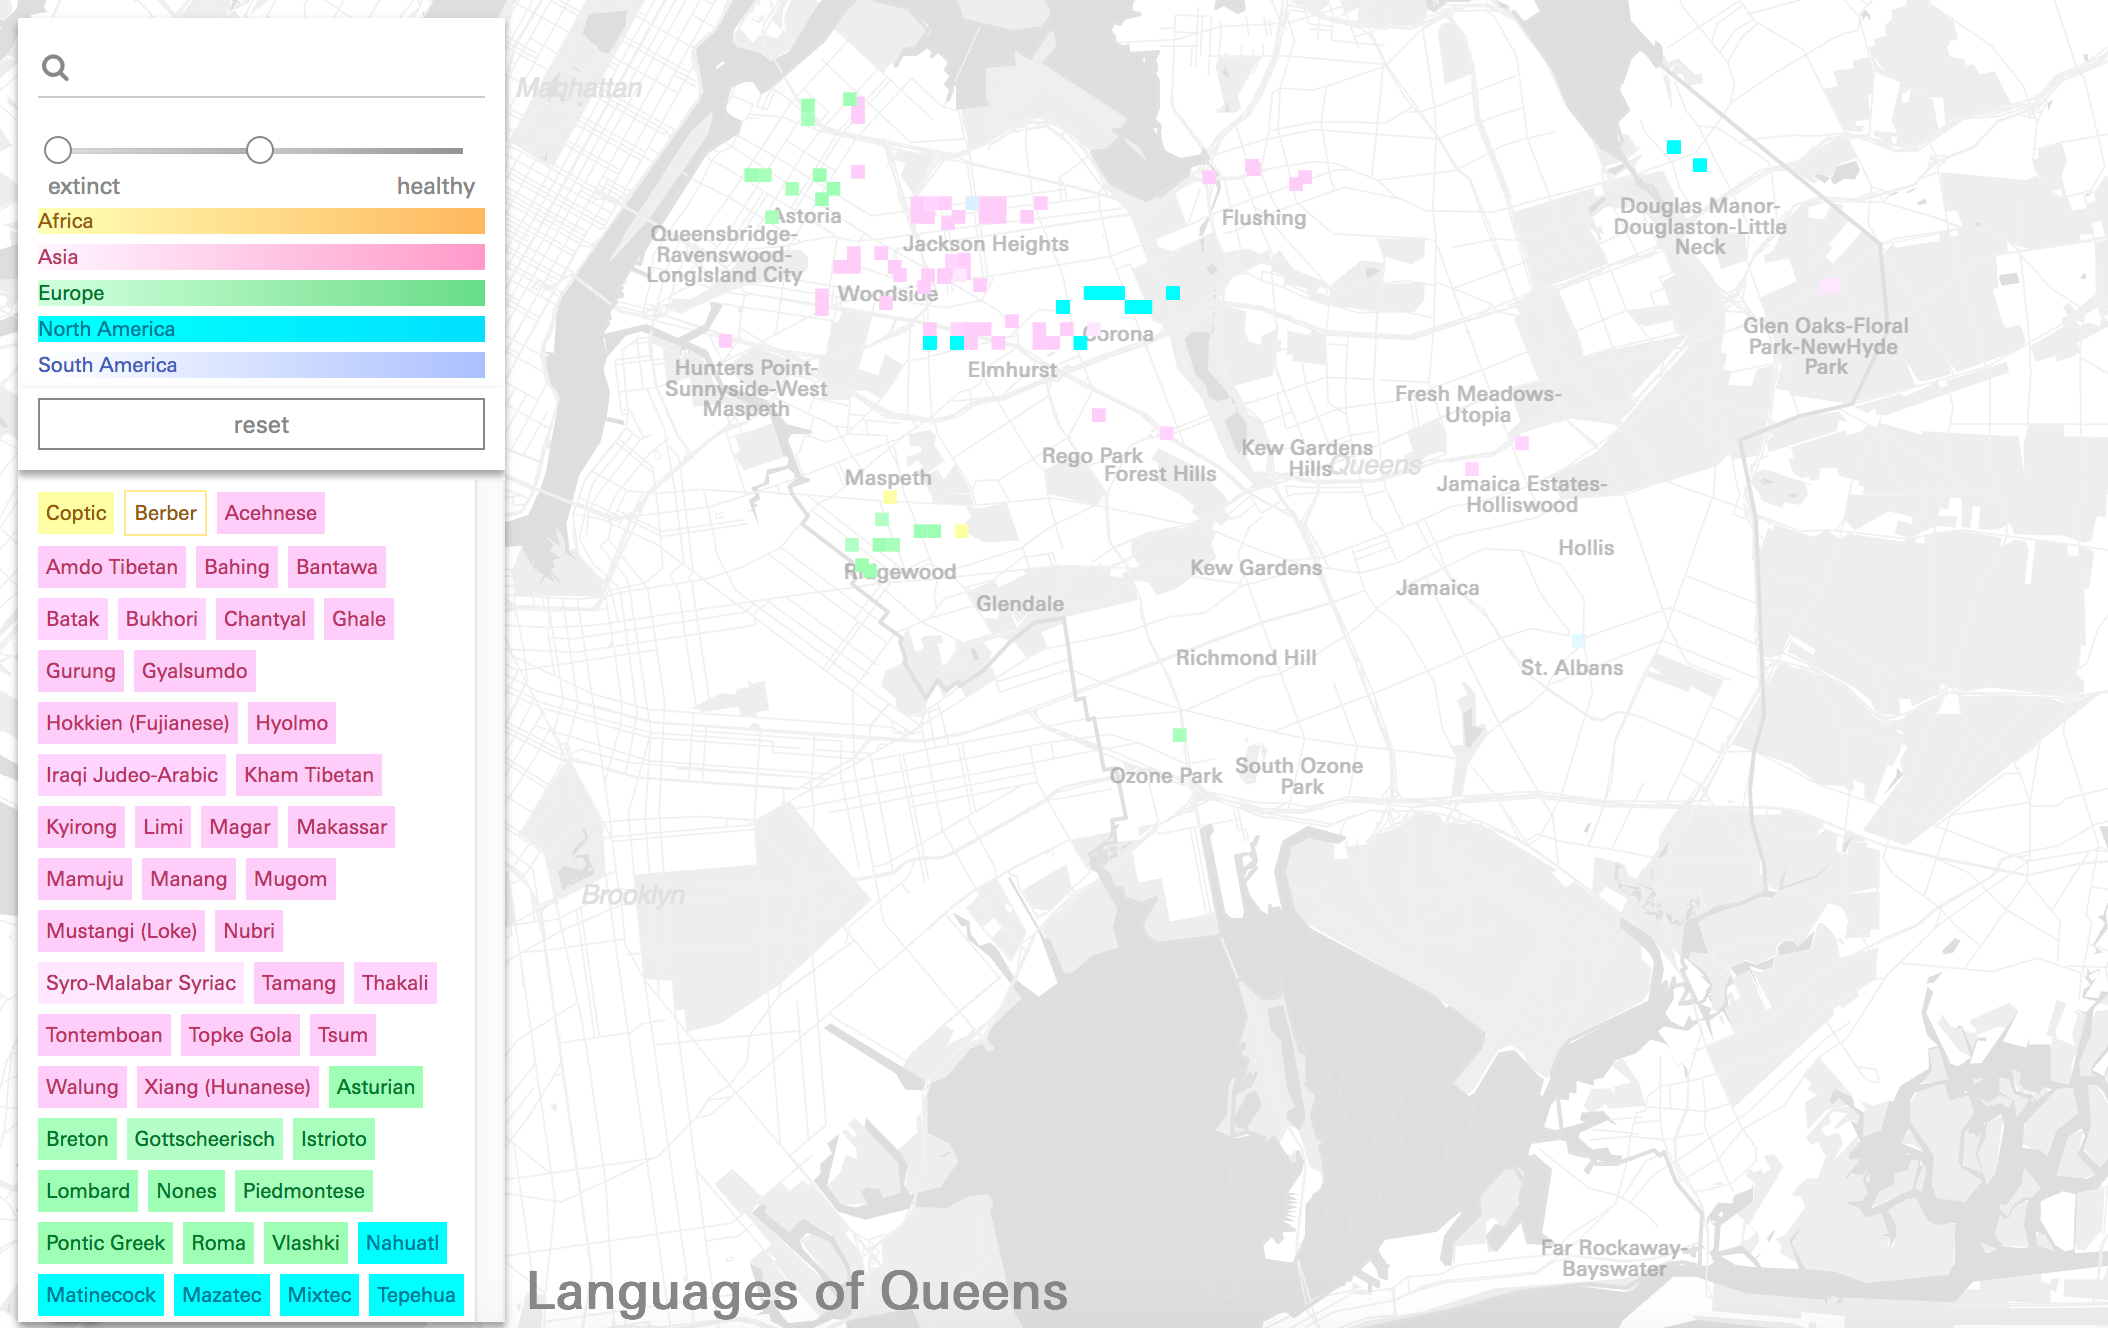 extinct
healthy
Africa
Asia
Europe
North America
South America
reset
Coptic Berber Acehnese
Amdo Tibetan Bahing Bantawa
Batak Bukhori Chantyal Ghale
Gurung Gyalsumdo
Hokkien (Fujianese) Hyolmo
Iraqi Judeo-Arabic Kham Tibetan
Kyirong Limi Magar Makassar
Mamuju Manang Mugom
Mustangi (Loke) Nubri
Syro-Malabar Syriac Tamang Thakali
Tontemboan Topke Gola Tsum
Walung Xiang (Hunanese) Asturian
Breton Gottscheerisch Istrioto
Lombard Nones Piedmontese
Pontic Greek Roma Vlashki Nahuatl
Matinecock Mazatec Mixtec Tepehua
Manhattan
Astoria
Queensbridge-
Ravenswood-
LongIsland City
Jackson Heights
Flushing
Douglas Manor-
Douglaston-Little
Neck
Woodside
Corona
Elmhurst
Hunters Point-
Sunnyside-West
Maspeth
Glen Oaks-Floral
Park-NewHyde
Park
Fresh Meadows-
Utopia
Rego Park
Forest Hills
Kew Gardens
Hills
Queens
Maspeth
Jamaica Estates-
Holliswood
Hollis
Ridgewood
Kew Gardens
Jamaica
Glendale
Richmond Hill
St. Albans
Ozone Park
South Ozone
Park
Brooklyn
Far Rockaway-
Bayswater
Languages of Queens